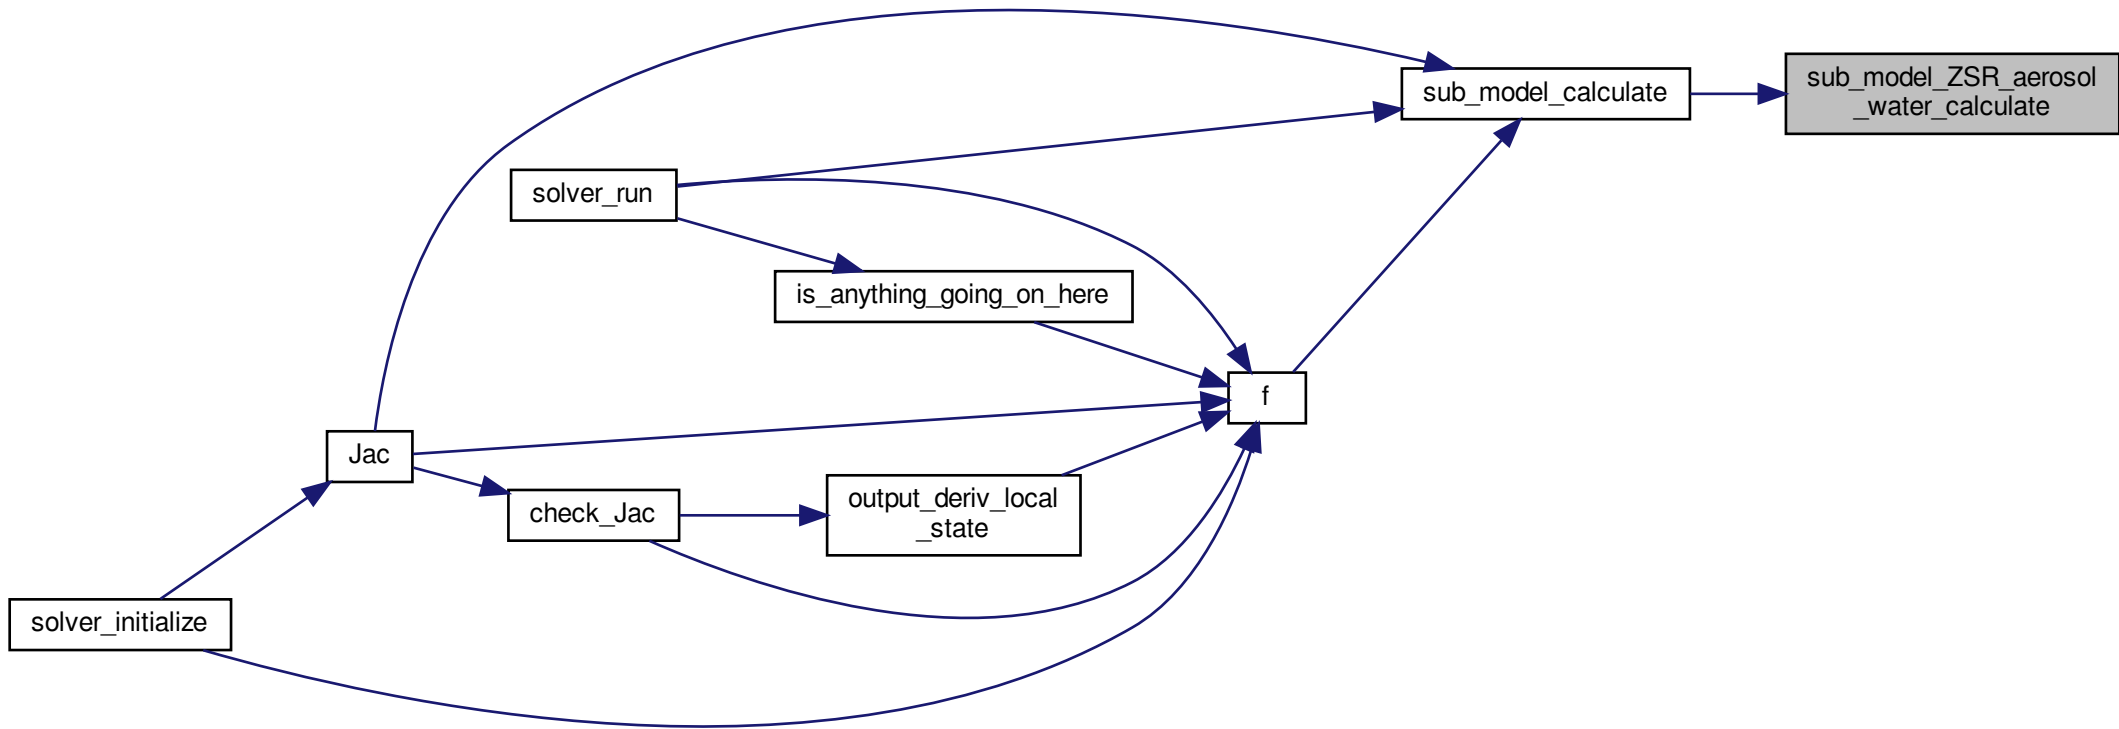 sub_model_ZSR_aerosol
_water_calculate
sub_model_calculate
solver_run
is_anything_going_on_here
f
Jac
output_deriv_local
_state
check_Jac
solver_initialize